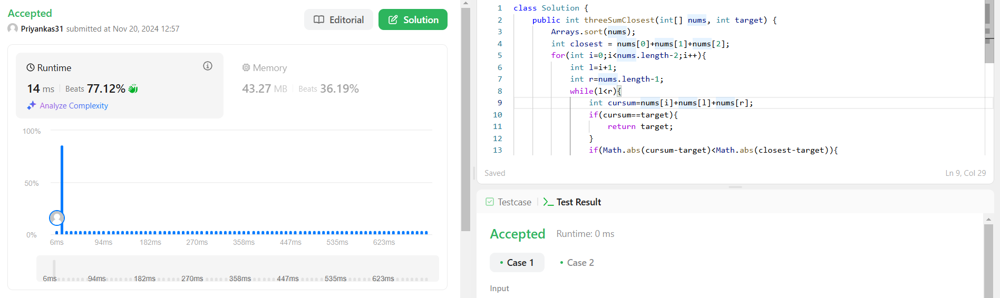 Accepted
Priyankas31 submitted at Nov 20, 2024 12:57
Editorial
Solution
Runtime
14 ms | Beats 77.12%
Analyze Complexity
Memory
43.27 MB | Beats 36.19%
100%
50%
0%
6ms 94ms 182ms 270ms 358ms 447ms 535ms 623ms
6ms 94ms 182ms 270ms 358ms 447ms 535ms 623ms
1 class Solution {
2 public int threeSumClosest(int[] nums, int target) {
3 Arrays.sort(nums);
4 int closest = nums[0]+nums[1]+nums[2];
5 for(int i=0;i<nums.length-2;i++){
6 int l=i+1;
7 int r=nums.length-1;
8 while(l<r){
9 int cursum=nums[i]+nums[l]+nums[r];
10 if(cursum==target){
11 return target;
12 }
13 if(Math.abs(cursum-target)<Math.abs(closest-target)){
Saved
Ln 9, Col 29
Testcase | Test Result
Accepted Runtime: 0 ms
• Case 1 • Case 2
Input